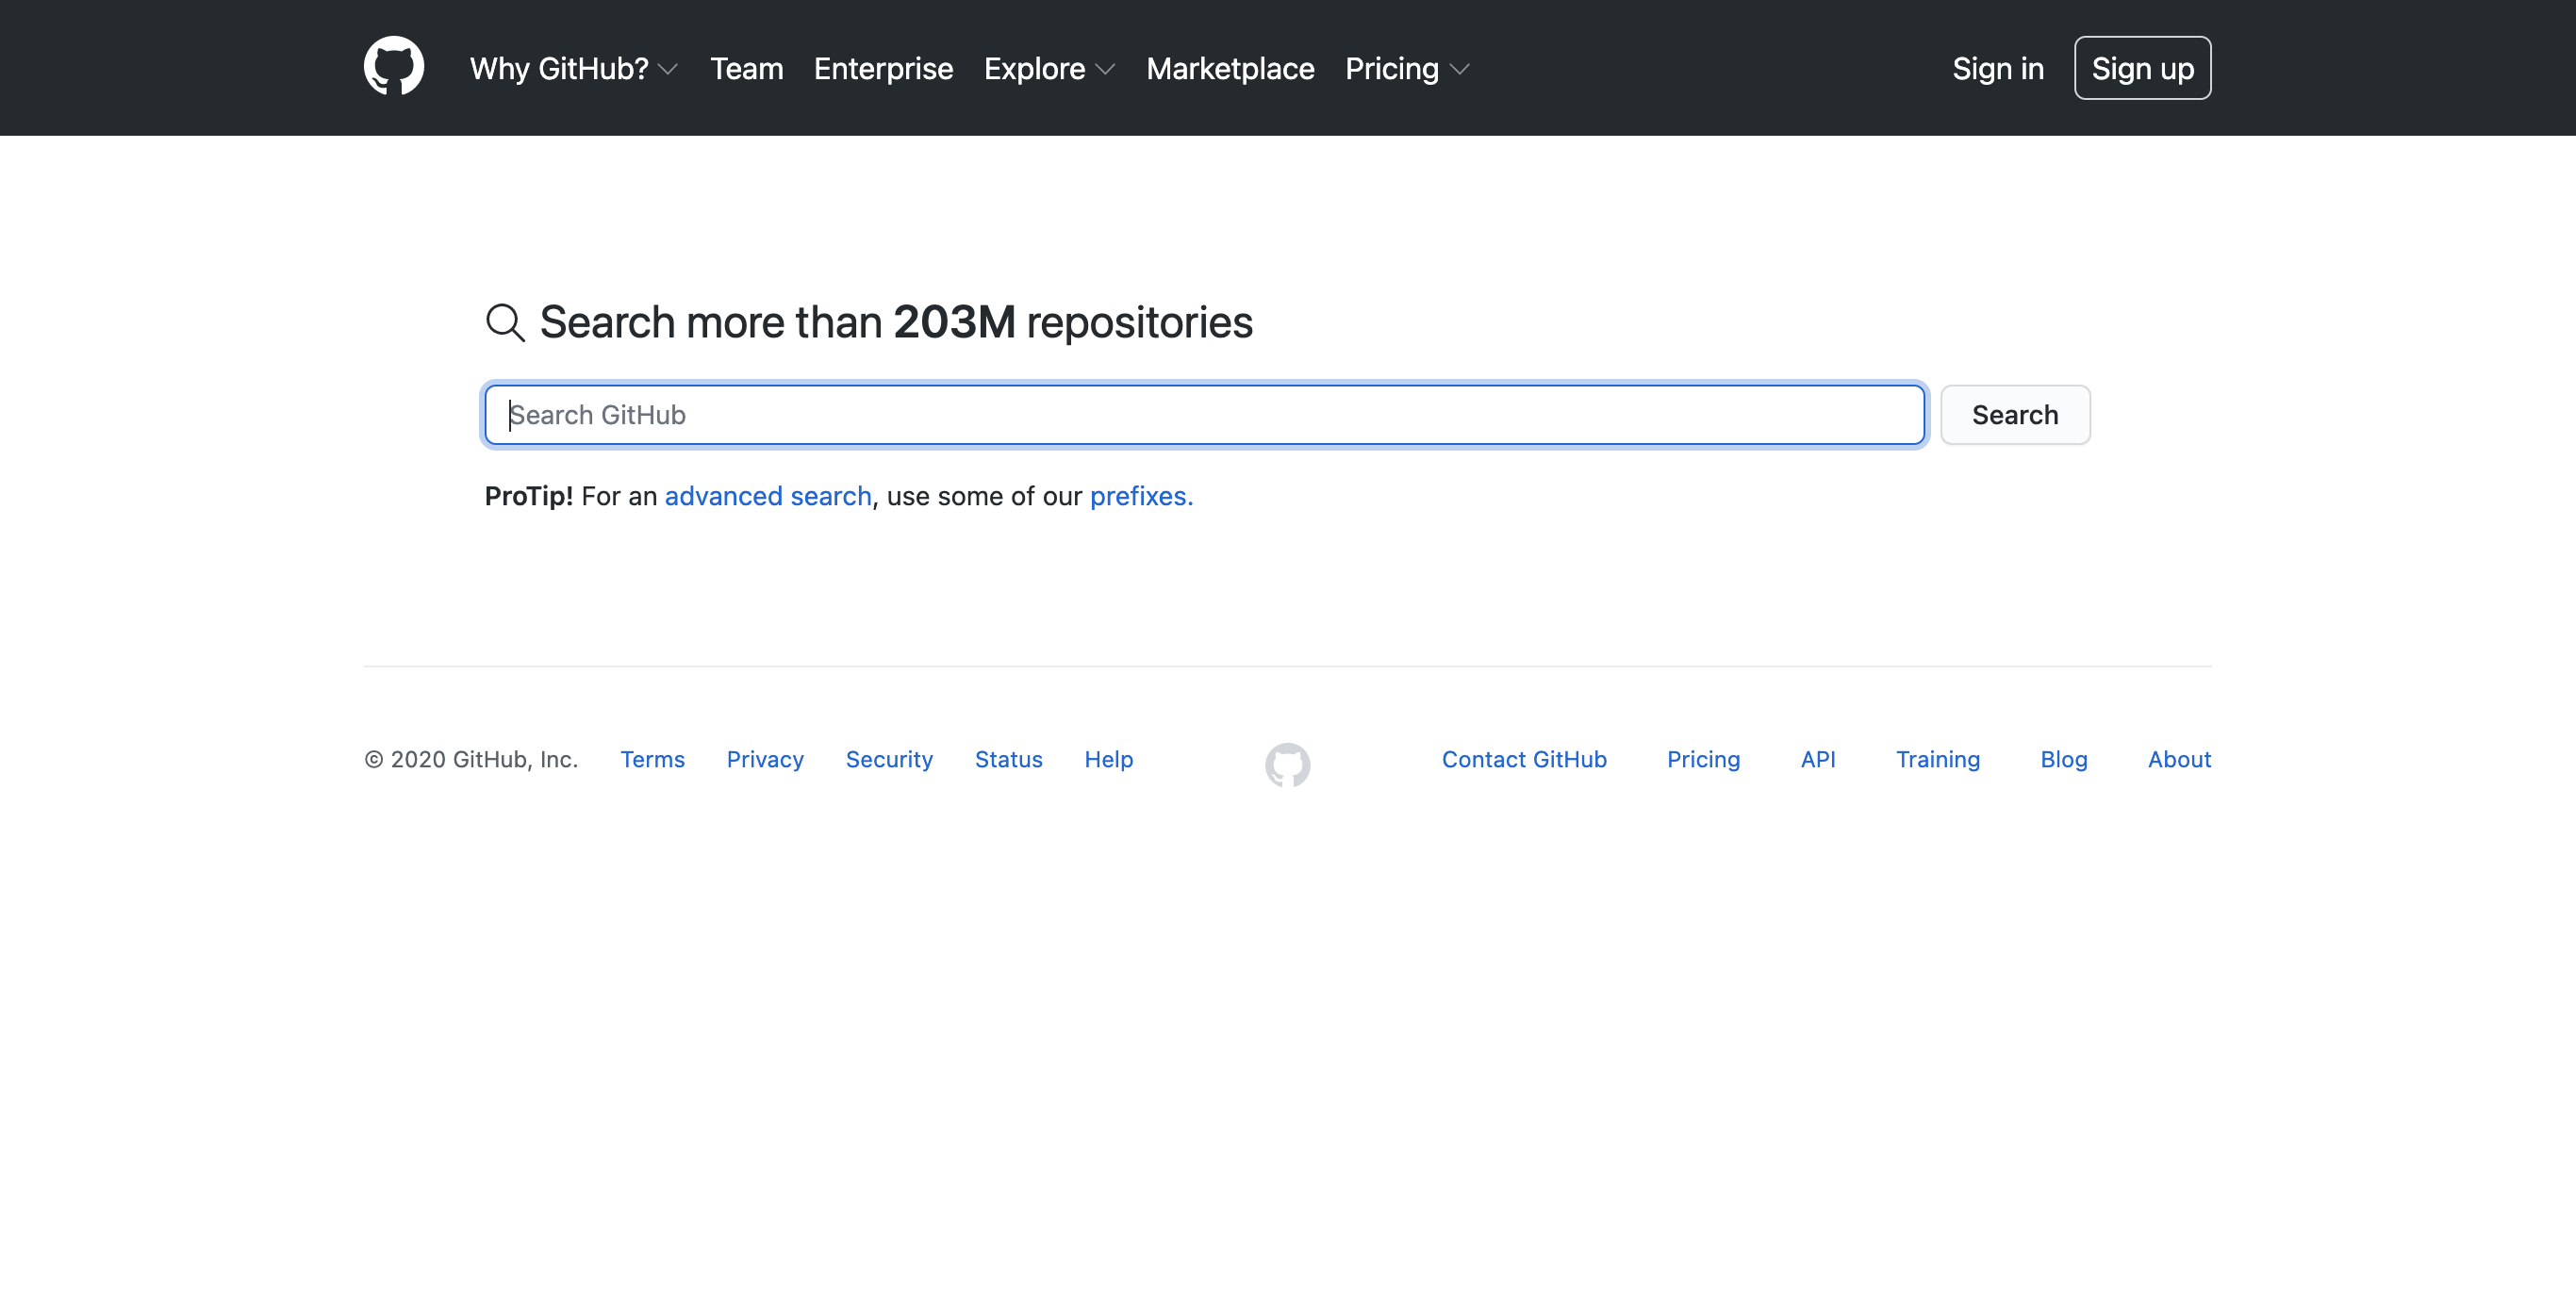 Why GitHub? Team Enterprise Explore Marketplace Pricing Sign in Sign up
Search more than 203M repositories
Search GitHub Search
ProTip! For an advanced search, use some of our prefixes.
© 2020 GitHub, Inc. Terms Privacy Security Status Help Contact GitHub Pricing API Training Blog About